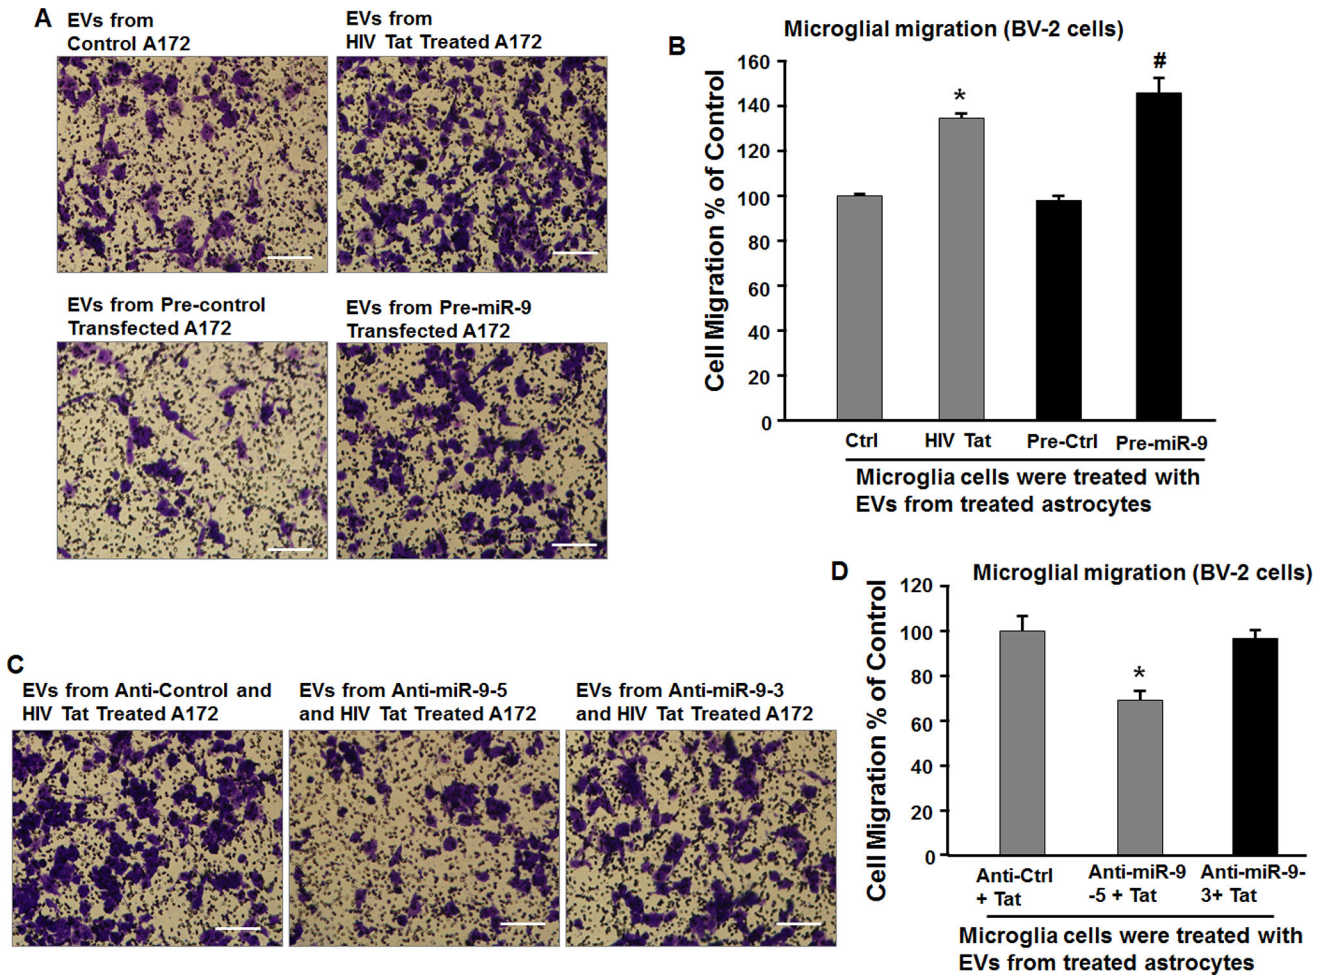 A
EVs from
Control A172
EVs from
HIV Tat Treated A172
EVs from Pre-control
Transfected A172
EVs from Pre-miR-9
Transfected A172
B
Microglial migration (BV-2 cells)
Cell Migration % of Control
160
140
120
100
80
60
40
20
0
*
#
Ctrl
HIV Tat
Pre-Ctrl
Pre-miR-9
Microglia cells were treated with
EVs from treated astrocytes
C
EVs from Anti-Control and
HIV Tat Treated A172
EVs from Anti-miR-9-5
and HIV Tat Treated A172
EVs from Anti-miR-9-3
and HIV Tat Treated A172
D
Microglial migration (BV-2 cells)
Cell Migration % of Control
120
100
80
60
40
20
0
*
Anti-Ctrl
+ Tat
Anti-miR-9
-5 + Tat
Anti-miR-9-
3+ Tat
Microglia cells were treated with
EVs from treated astrocytes